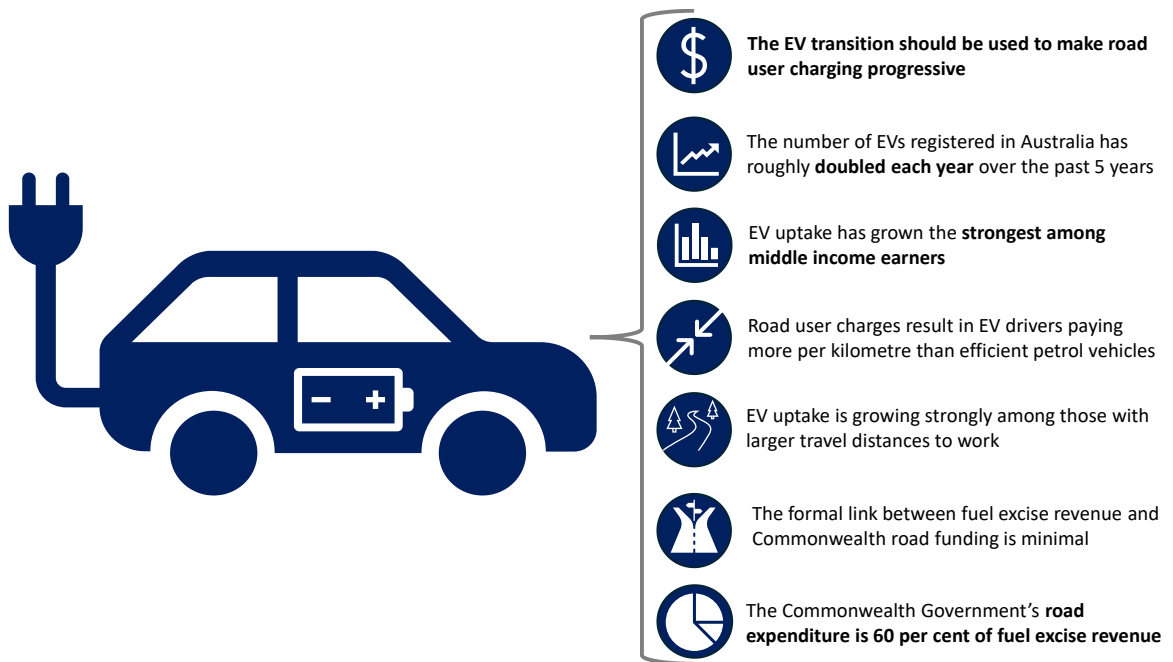 $
The EV transition should be used to make road
user charging progressive
The number of EVs registered in Australia has
roughly doubled each year over the past 5 years
EV uptake has grown the strongest among
middle income earners
Road user charges result in EV drivers paying
more per kilometre than efficient petrol vehicles
EV uptake is growing strongly among those with
larger travel distances to work
The formal link between fuel excise revenue and
Commonwealth road funding is minimal
The Commonwealth Government’s road
expenditure is 60 per cent of fuel excise revenue